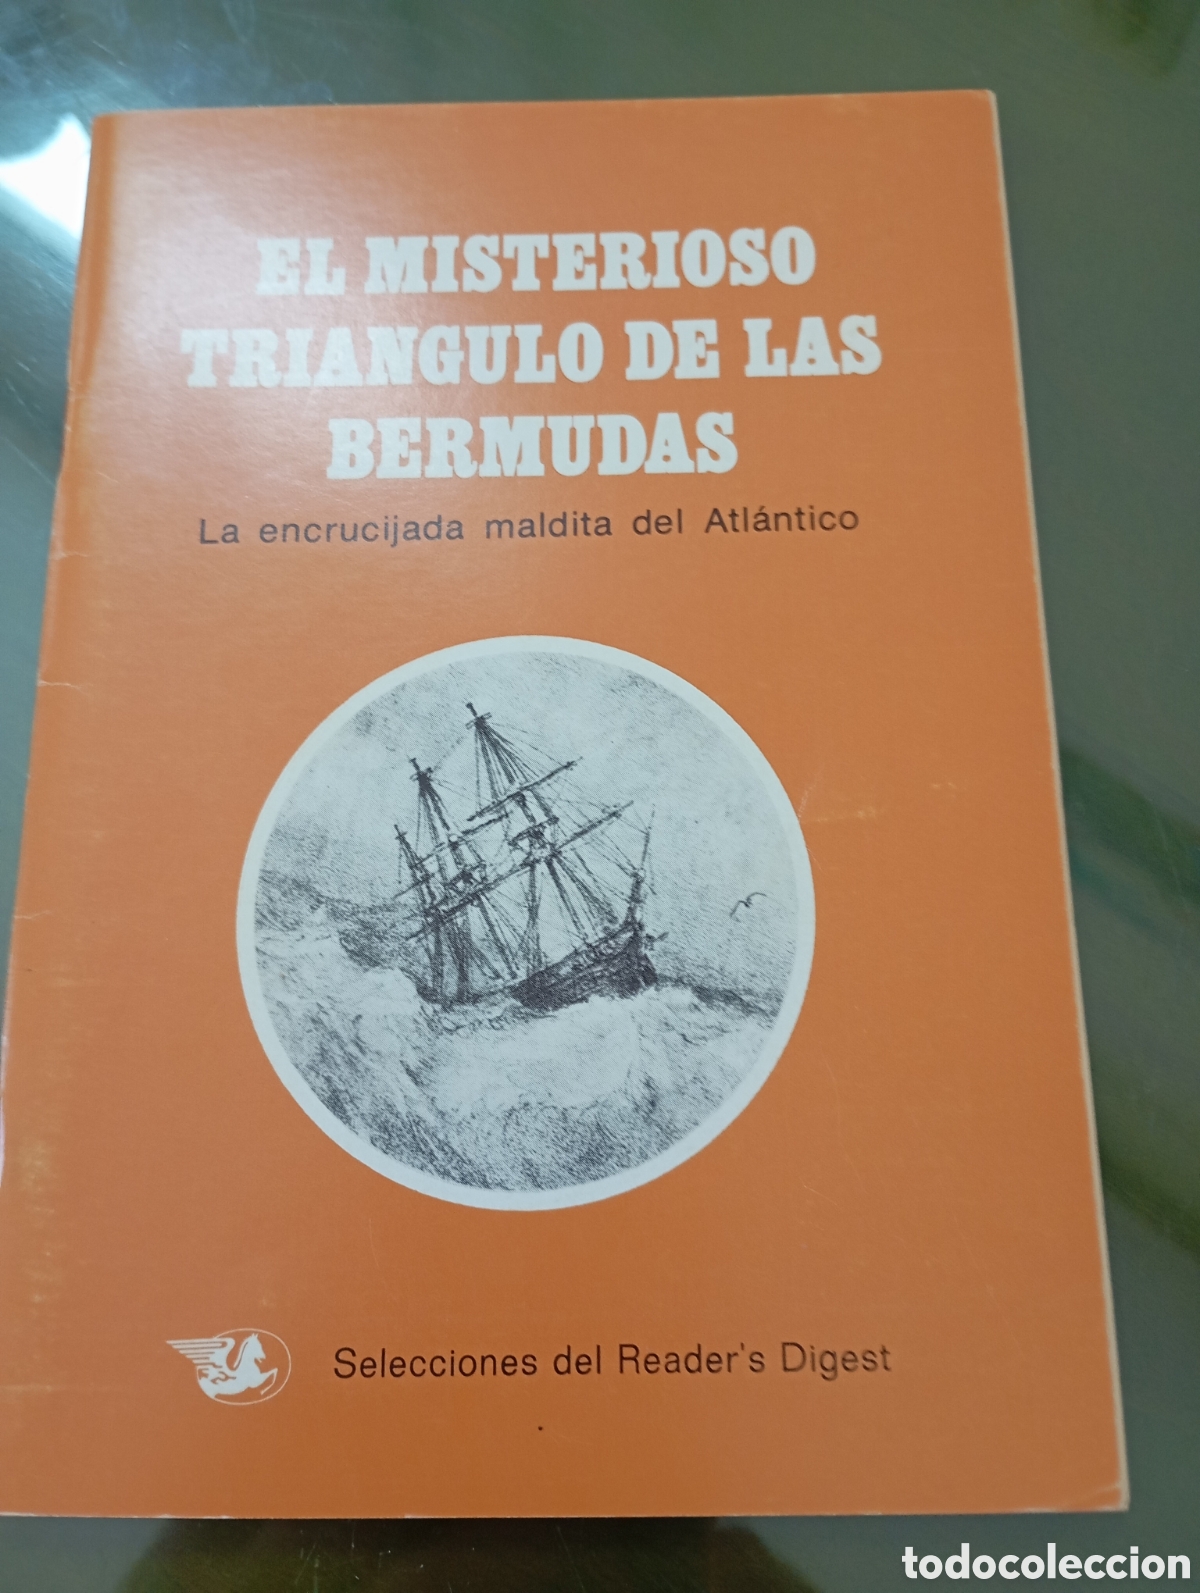 EL MISTERIOSO
TRIANGULO DE LAS
BERMUDAS
La encrucijada maldita del Atlántico
Selecciones del Reader's Digest
todocoleccion